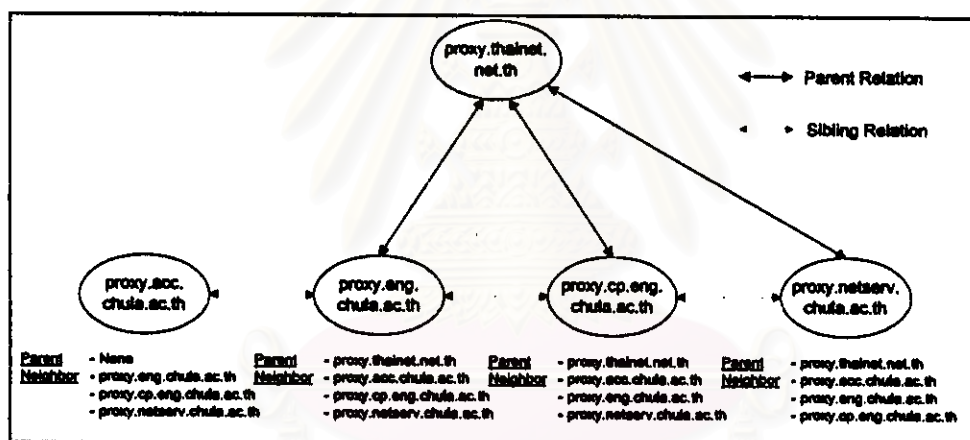 proxy.thainet.
net.th
Parent Relation
Sibling Relation
proxy.acc.
chula.ac.th
proxy.eng.
chula.ac.th
proxy.cp.eng.
chula.ac.th
proxy.netserv.
chula.ac.th
Parent - None
Neighbor - proxy.eng.chula.ac.th
- proxy.cp.eng.chula.ac.th
- proxy.netserv.chula.ac.th
Parent - proxy.thainet.net.th
Neighbor - proxy.acc.chula.ac.th
- proxy.cp.eng.chula.ac.th
- proxy.netserv.chula.ac.th
Parent - proxy.thainet.net.th
Neighbor - proxy.acc.chula.ac.th
- proxy.eng.chula.ac.th
- proxy.netserv.chula.ac.th
Parent - proxy.thainet.net.th
Neighbor - proxy.acc.chula.ac.th
- proxy.eng.chula.ac.th
- proxy.cp.eng.chula.ac.th